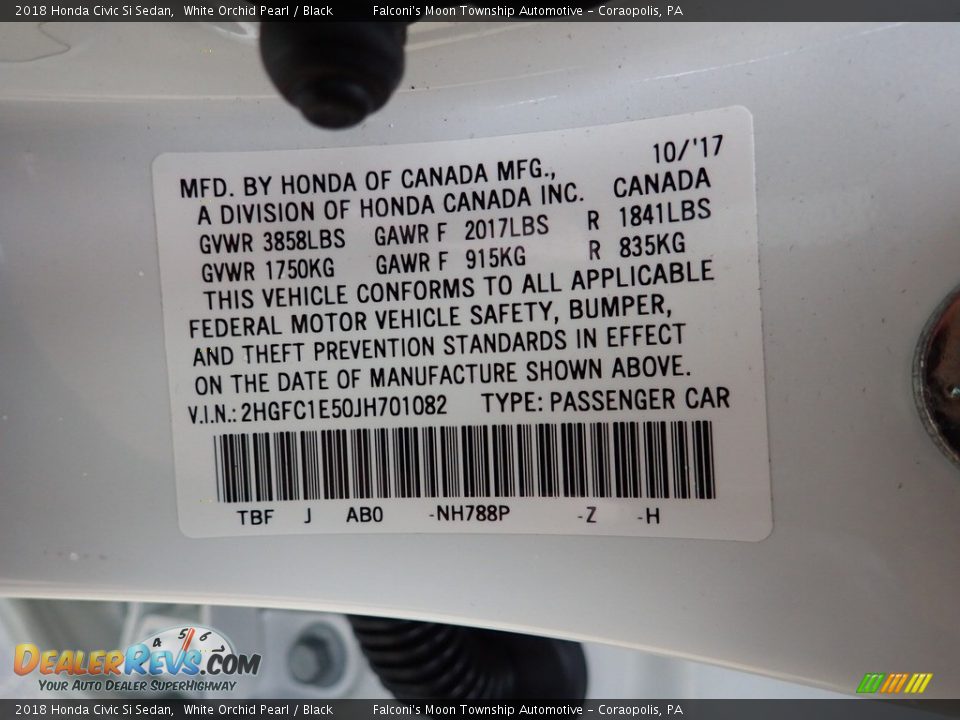 2018 Honda Civic Si Sedan, White Orchid Pearl / Black Falconi's Moon Township Automotive - Coraopolis, PA
10/'17
MFD. BY HONDA OF CANADA MFG.,
A DIVISION OF HONDA CANADA INC. CANADA
GVWR 3858LBS GAWR F 2017LBS R 1841LBS
GVWR 1750KG GAWR F 915KG R 835KG
THIS VEHICLE CONFORMS TO ALL APPLICABLE
FEDERAL MOTOR VEHICLE SAFETY, BUMPER,
AND THEFT PREVENTION STANDARDS IN EFFECT
ON THE DATE OF MANUFACTURE SHOWN ABOVE.
V.I.N.: 2HGFC1E50JH701082 TYPE: PASSENGER CAR
TBF J AB0 -NH788P -Z -H
4 5 6
DEALERREVS.COM
YOUR AUTO DEALER SUPERHIGHWAY
2018 Honda Civic Si Sedan, White Orchid Pearl / Black Falconi's Moon Township Automotive - Coraopolis, PA